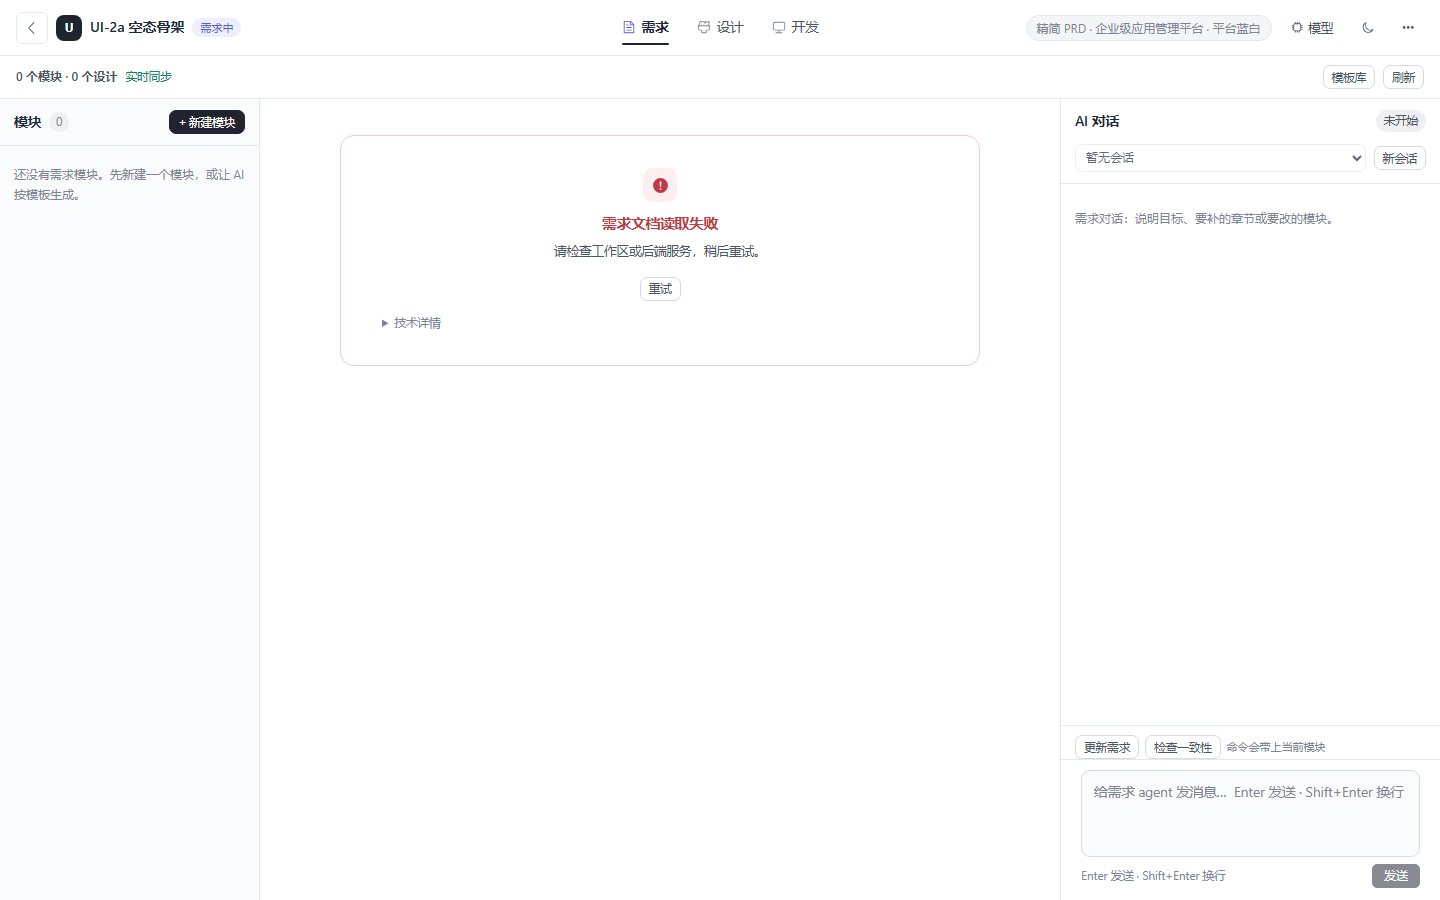 U UI-2a 空态骨架 需求中 需求 设计 开发 精简 PRD · 企业级应用管理平台 · 平台蓝白 模型
0 个模块 · 0 个设计 实时同步 模板库 刷新
模块 0 + 新建模块
还没有需求模块。先新建一个模块，或让 AI
按模板生成。
需求文档读取失败
请检查工作区或后端服务，稍后重试。
重试
技术详情
AI 对话 未开始
暂无会话 新会话
需求对话：说明目标、要补的章节或要改的模块。
更新需求 检查一致性 命令会带上当前模块
给需求 agent 发消息... Enter 发送 · Shift+Enter 换行
Enter 发送 · Shift+Enter 换行 发送